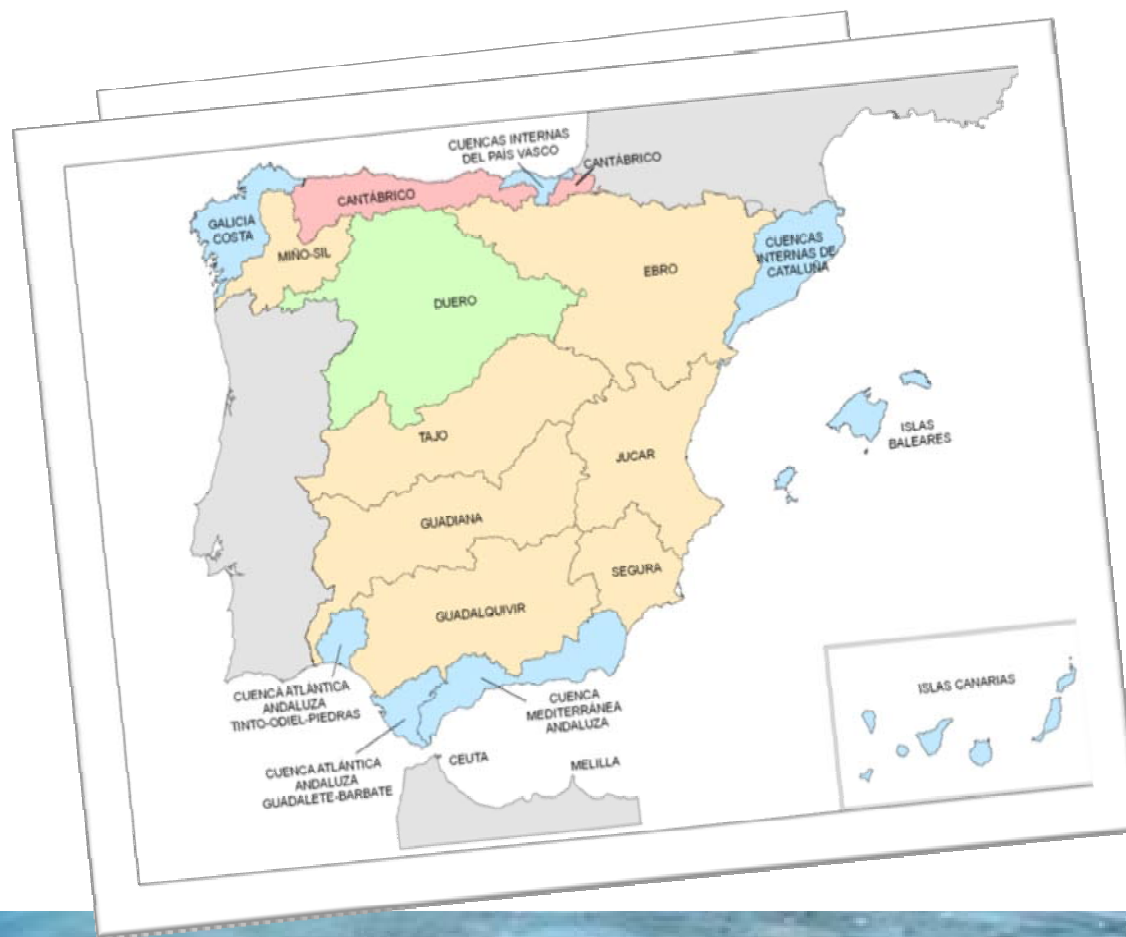 CUENCAS INTERNAS
DEL PAÍS VASCO
CANTÁBRICO
CANTÁBRICO
GALICIA
COSTA
MIÑO-SIL
CUENCAS
INTERNAS DE
CATALUÑA
EBRO
DUERO
TAJO
ISLAS
BALEARES
JUCAR
GUADIANA
SEGURA
GUADALQUIVIR
CUENCA ATLÁNTICA
ANDALUZA
TINTO-ODIEL-PIEDRAS
CUENCA
MEDITERRÁNEA
ANDALUZA
ISLAS CANARIAS
CUENCA ATLÁNTICA
ANDALUZA
GUADALETE-BARBATE
CEUTA
MELILLA